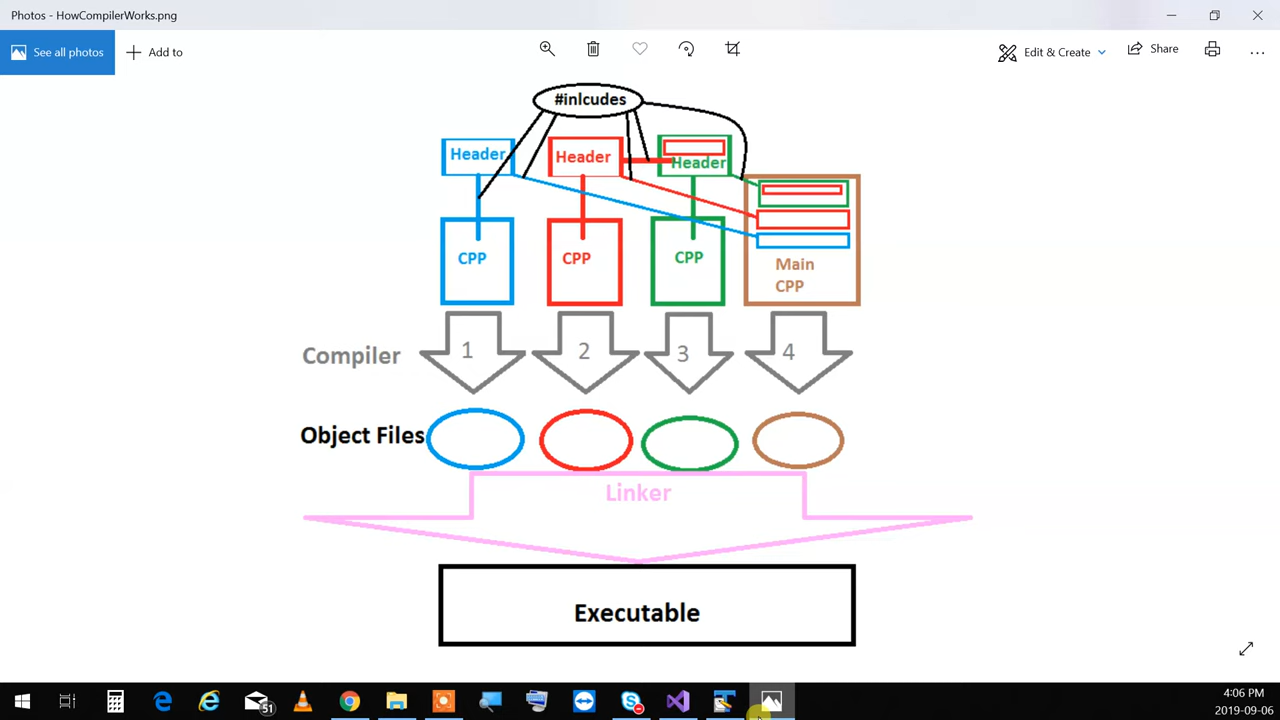 Photos - HowCompilerWorks.png
See all photos
Add to
Edit & Create
Share
#inlcudes
Header
Header
Header
CPP
CPP
CPP
Main
CPP
Compiler
1
2
3
4
Object Files
Linker
Executable
51
4:06 PM
2019-09-06